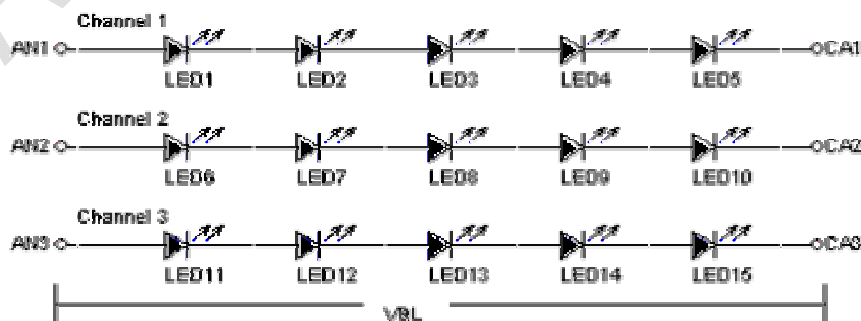 Channel 1
AN1 CA1
LED1 LED2 LED3 LED4 LED5
Channel 2
AN2 CA2
LED6 LED7 LED8 LED9 LED10
Channel 3
AN3 CA3
LED11 LED12 LED13 LED14 LED15
VBL